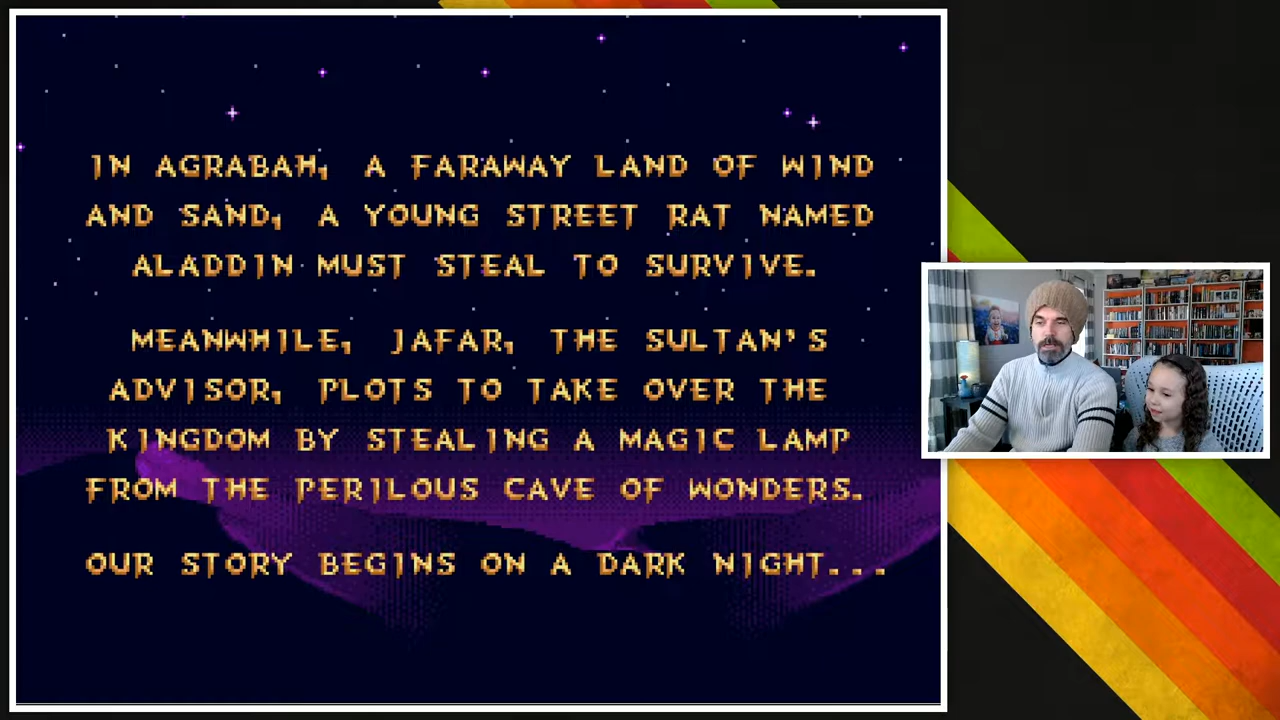 IN AGRABAH, A FARAWAY LAND OF WIND
AND SAND, A YOUNG STREET RAT NAMED
ALADDIN MUST STEAL TO SURVIVE.
MEANWHILE, JAFAR, THE SULTAN'S
ADVISOR, PLOTS TO TAKE OVER THE
KINGDOM BY STEALING A MAGIC LAMP
FROM THE PERILOUS CAVE OF WONDERS.
OUR STORY BEGINS ON A DARK NIGHT...